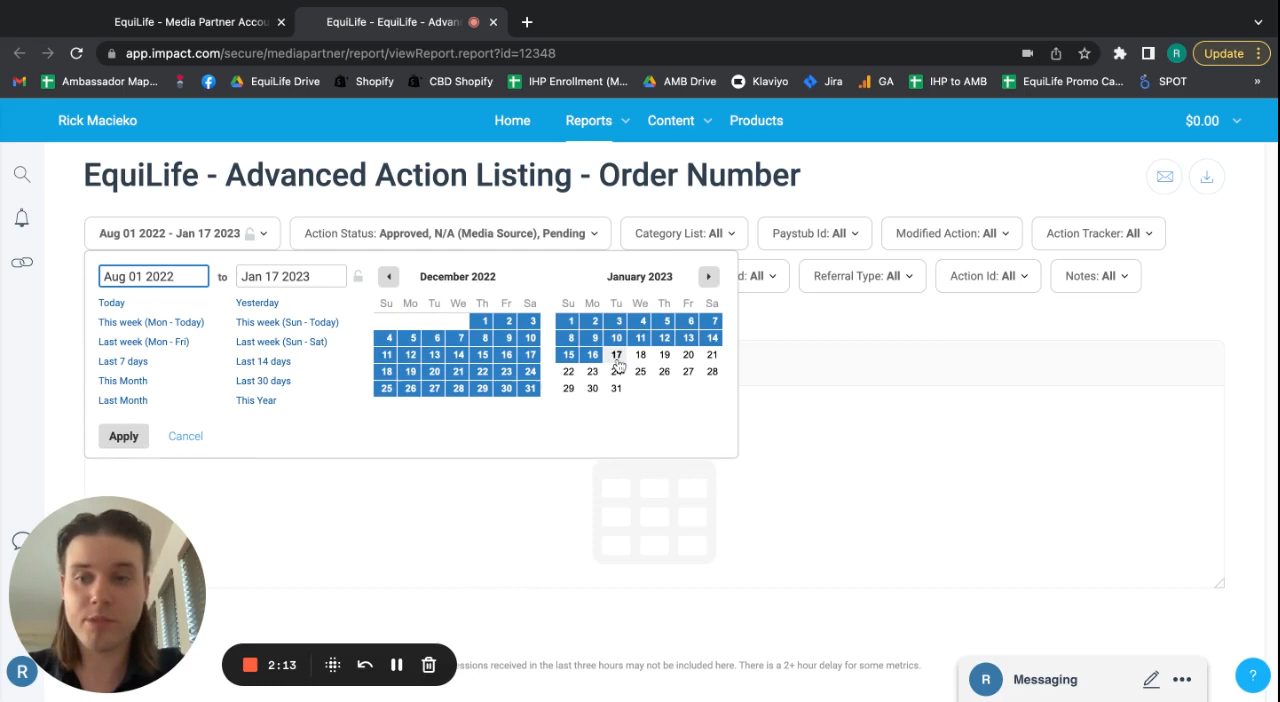 EquiLife - Media Partner Accou
EquiLife - EquiLife - Advan
app.impact.com/secure/mediapartner/report/viewReport.report?id=12348
R
Update
Ambassador Map...
EquiLife Drive
Shopify
CBD Shopify
IHP Enrollment (M...
AMB Drive
Klaviyo
Jira
GA
IHP to AMB
EquiLife Promo Ca...
SPOT
»
Rick Macieko
Home
Reports
Content
Products
$0.00
EquiLife - Advanced Action Listing - Order Number
Aug 01 2022 - Jan 17 2023
Action Status: Approved, N/A (Media Source), Pending
Category List: All
Paystub Id: All
Modified Action: All
Action Tracker: All
d: All
Referral Type: All
Action Id: All
Notes: All
Aug 01 2022 to Jan 17 2023
Today
Yesterday
This week (Mon - Today)
This week (Sun - Today)
Last week (Mon - Fri)
Last week (Sun - Sat)
Last 7 days
Last 14 days
This Month
Last 30 days
Last Month
This Year
Apply
Cancel
December 2022
Su Mo Tu We Th Fr Sa
1 2 3
4 5 6 7 8 9 10
11 12 13 14 15 16 17
18 19 20 21 22 23 24
25 26 27 28 29 30 31
January 2023
Su Mo Tu We Th Fr Sa
1 2 3 4 5 6 7
8 9 10 11 12 13 14
15 16 17 18 19 20 21
22 23 25 26 27 28
29 30 31
2:13
R
essions received in the last three hours may not be included here. There is a 2+ hour delay for some metrics.
R
Messaging
?